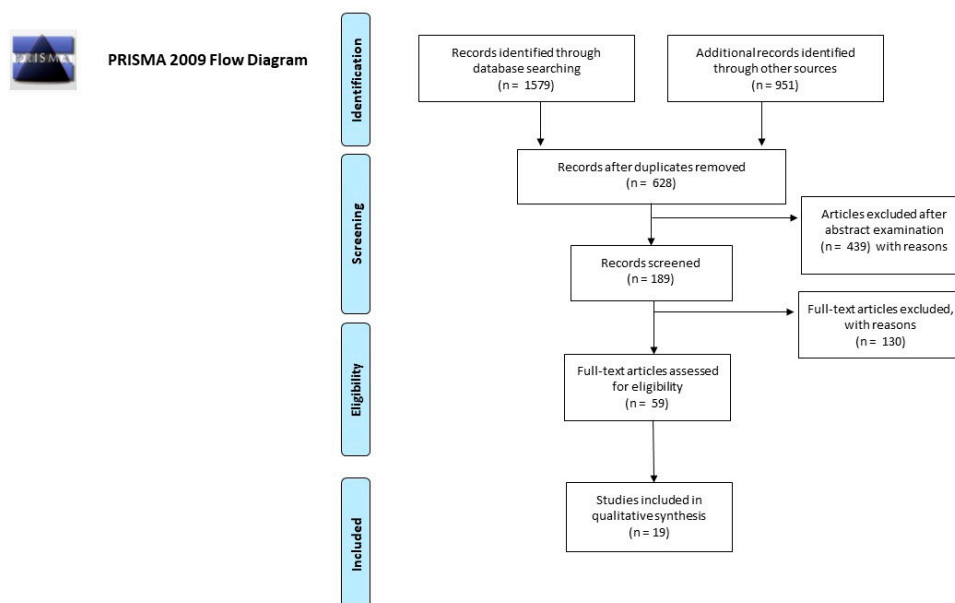 PRISMA
PRISMA 2009 Flow Diagram
Identification
Records identified through
database searching
(n = 1579)
Additional records identified
through other sources
(n = 951)
Screening
Records after duplicates removed
(n = 628)
Articles excluded after
abstract examination
(n = 439) with reasons
Records screened
(n = 189)
Full-text articles excluded,
with reasons
(n = 130)
Eligibility
Full-text articles assessed
for eligibility
(n = 59)
Included
Studies included in
qualitative synthesis
(n = 19)